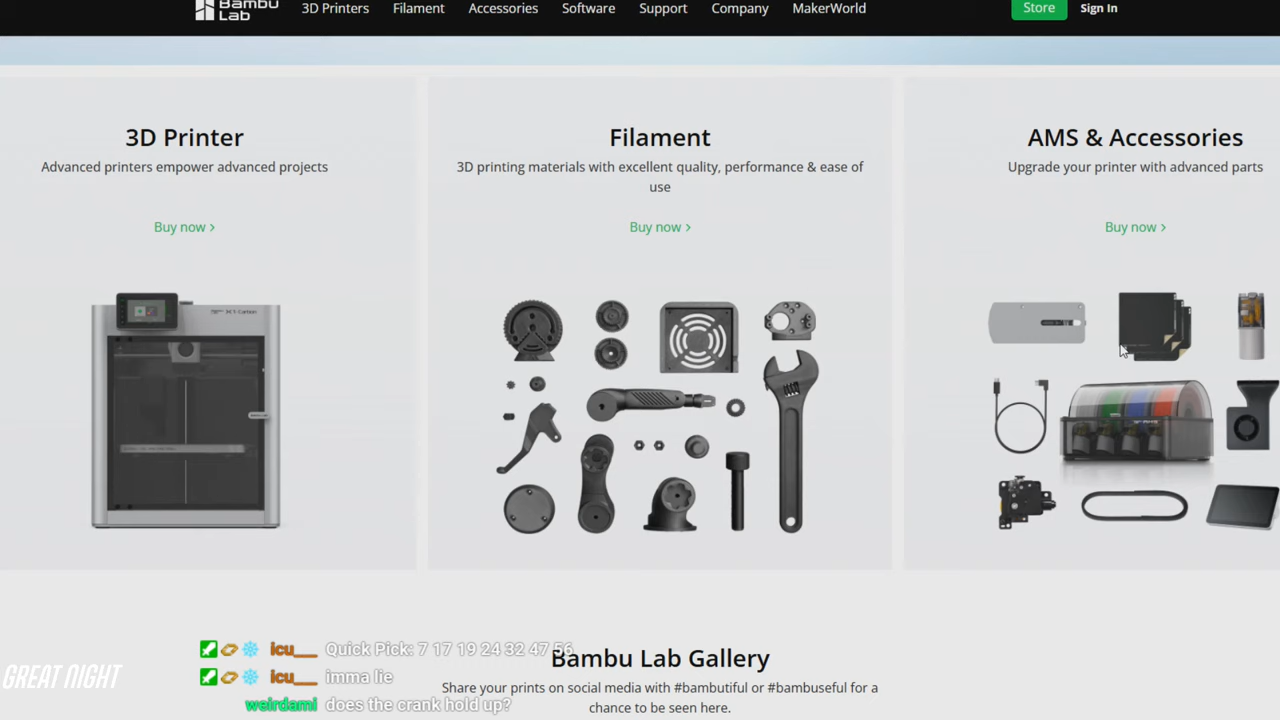 Bambu
Lab
3D Printers
Filament
Accessories
Software
Support
Company
MakerWorld
Store
Sign In
3D Printer
Advanced printers empower advanced projects
Buy now >
Filament
3D printing materials with excellent quality, performance & ease of
use
Buy now >
AMS & Accessories
Upgrade your printer with advanced parts
Buy now >
X1 Carbon
icu___ Quick Pick: 7 17 19 24 32 47 56
icu___ imma lie
weirdami does the crank hold up?
GREAT NIGHT
Bambu Lab Gallery
Share your prints on social media with #bambutiful or #bambuseful for a
chance to be seen here.